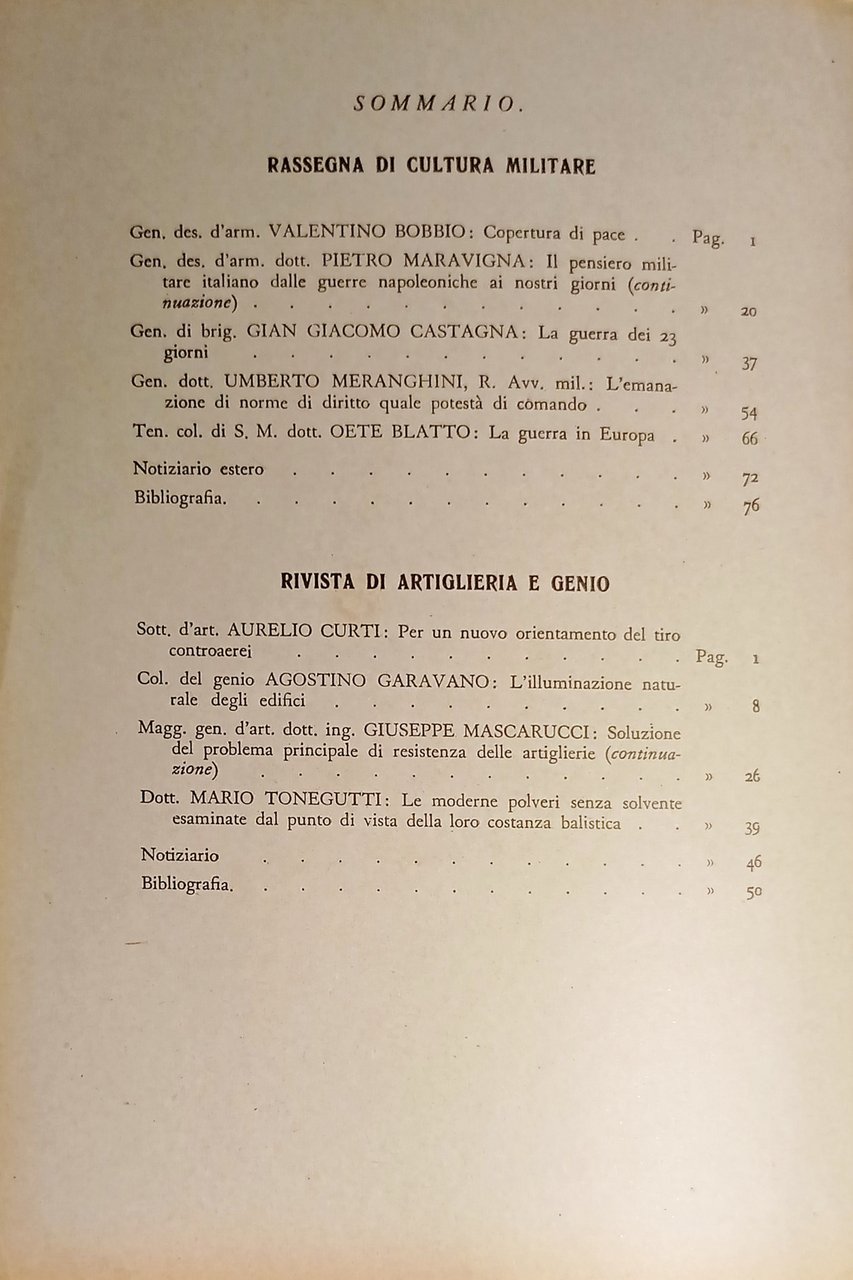 SOMMARIO.
RASSEGNA DI CULTURA MILITARE
Gen. des. d'arm. VALENTINO BOBBIO: Copertura di pace . . Pag. 1
Gen. des. d'arm. dott. PIETRO MARAVIGNA: Il pensiero mili-
tare italiano dalle guerre napoleoniche ai nostri giorni (conti-
nuazione) . . . . . . . . . . . . » 20
Gen. di brig. GIAN GIACOMO CASTAGNA: La guerra dei 23
giorni . . . . . . . . . . . . » 37
Gen. dott. UMBERTO MERANGHINI, R. Avv. mil.: L'emana-
zione di norme di diritto quale potestà di comando . . . » 54
Ten. col. di S. M. dott. OETE BLATTO: La guerra in Europa . » 66
Notiziario estero . . . . . . . . . . » 72
Bibliografia. . . . . . . . . . . . » 76
RIVISTA DI ARTIGLIERIA E GENIO
Sott. d'art. AURELIO CURTI: Per un nuovo orientamento del tiro
controaerei . . . . . . . . . . . Pag. 1
Col. del genio AGOSTINO GARAVANO: L'illuminazione natu-
rale degli edifici . . . . . . . . . . » 8
Magg. gen. d'art. dott. ing. GIUSEPPE MASCARUCCI: Soluzione
del problema principale di resistenza delle artiglierie (continua-
zione) . . . . . . . . . . . . » 26
Dott. MARIO TONEGUTTI: Le moderne polveri senza solvente
esaminate dal punto di vista della loro costanza balistica . . » 39
Notiziario . . . . . . . . . . . . » 46
Bibliografia. . . . . . . . . . . . » 50